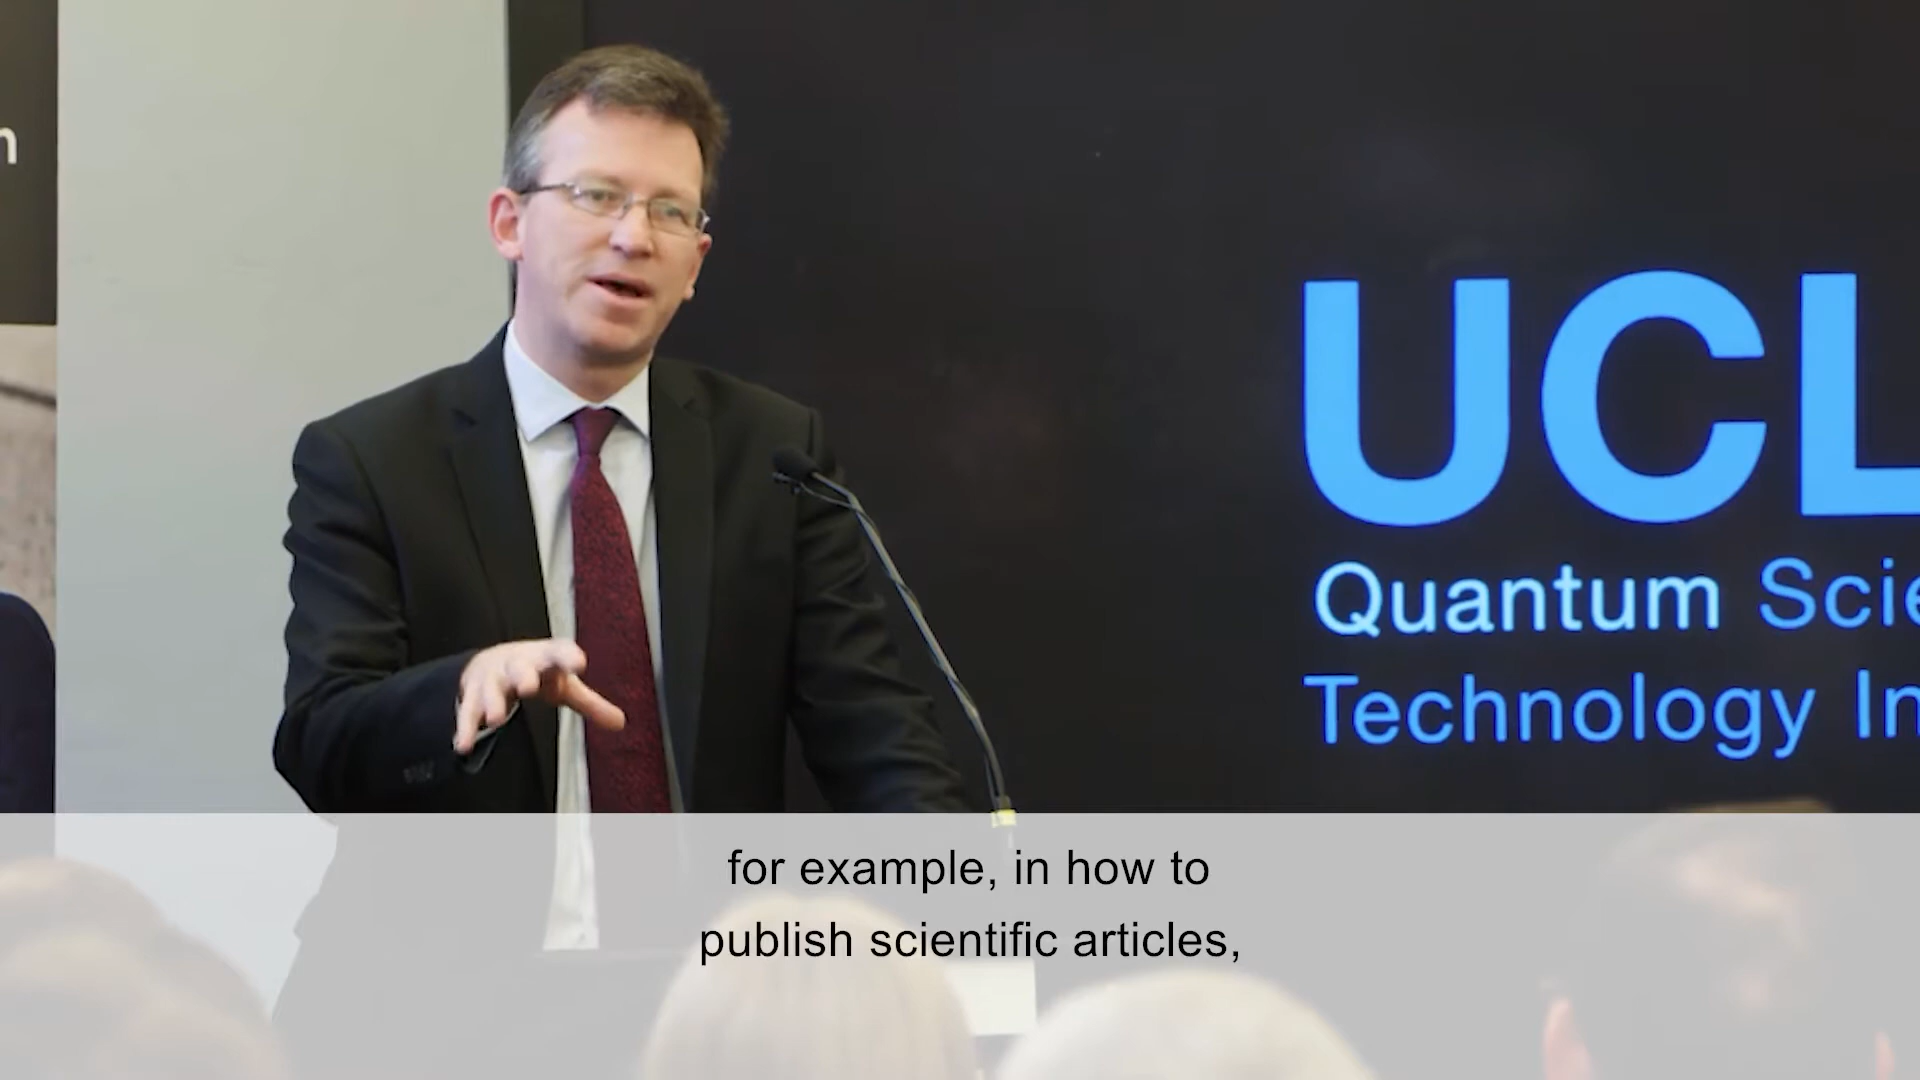 n
UCL
Quantum Scie
Technology In
for example, in how to
publish scientific articles,